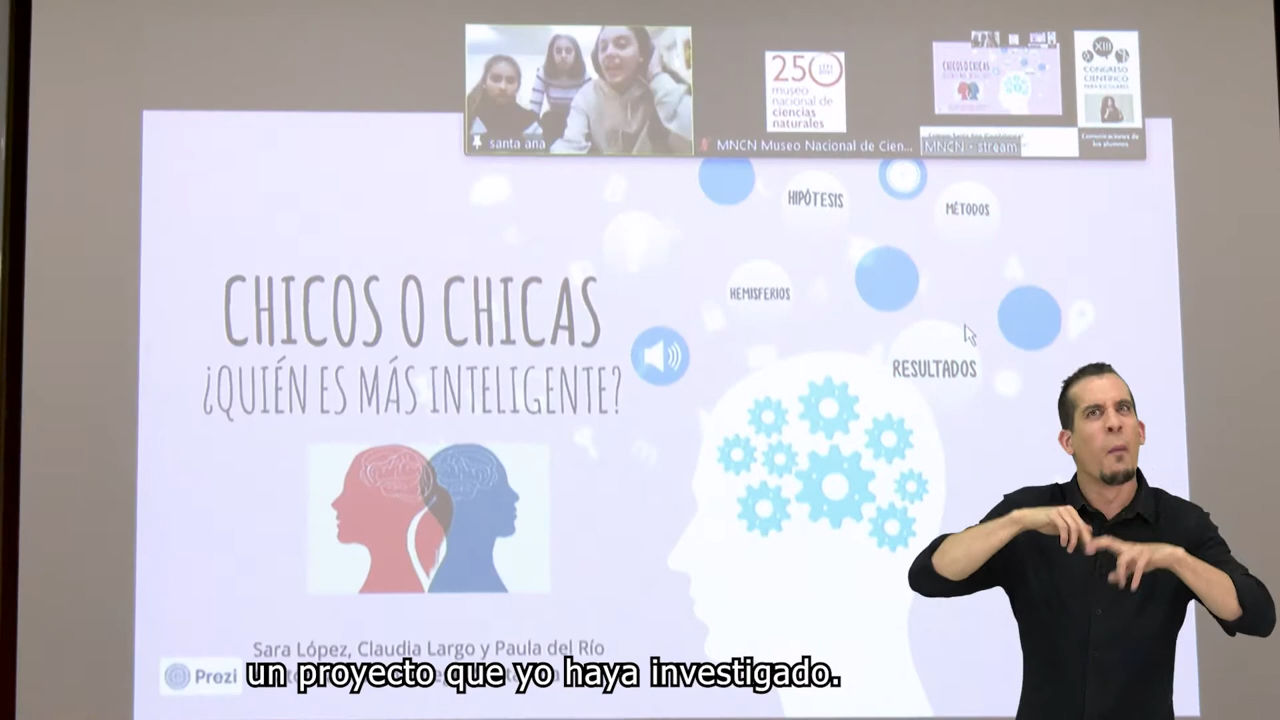 santa ana
250
museo
nacional de
ciencias
naturales
MNCN Museo Nacional de Cien...
CHICOS O CHICAS
MNCN - stream
XIII
CONGRESO
CIENTÍFICO
PARA ESCOLARES
Comunicaciones de
los alumnos
HIPÓTESIS
MÉTODOS
HEMISFERIOS
RESULTADOS
CHICOS O CHICAS
¿QUIÉN ES MÁS INTELIGENTE?
Sara López, Claudia Largo y Paula del Río
Prezi
un proyecto que yo haya investigado.